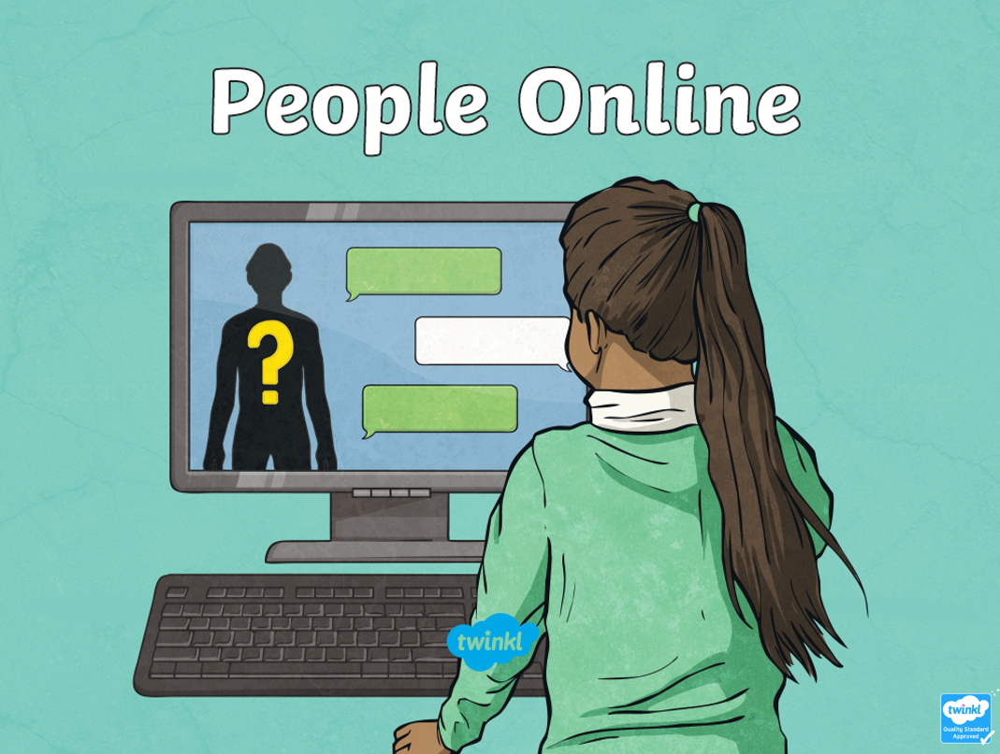 People Online
?
twinkl
twinkl
Quality Standard
Approved